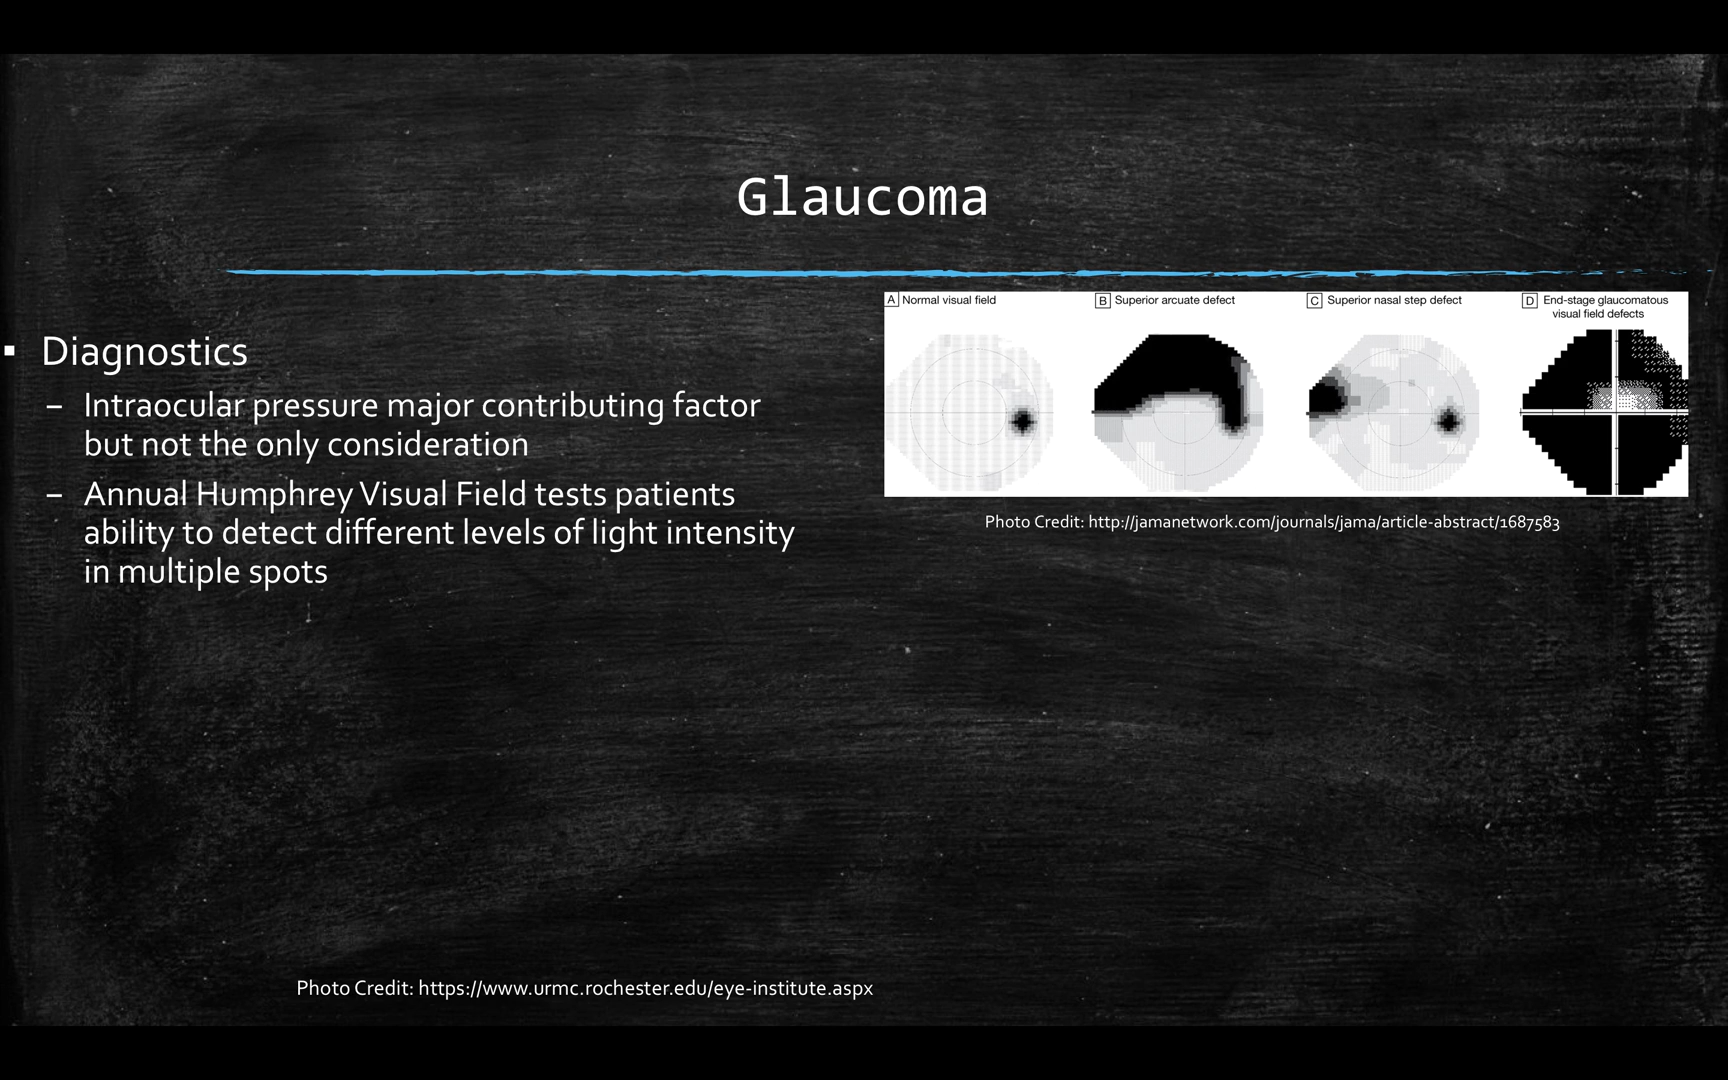 Glaucoma
▪ Diagnostics
– Intraocular pressure major contributing factor
but not the only consideration
– Annual Humphrey Visual Field tests patients
ability to detect different levels of light intensity
in multiple spots
A Normal visual field
B Superior arcuate defect
C Superior nasal step defect
D End-stage glaucomatous
visual field defects
Photo Credit: http://jamanetwork.com/journals/jama/article-abstract/1687583
Photo Credit: https://www.urmc.rochester.edu/eye-institute.aspx